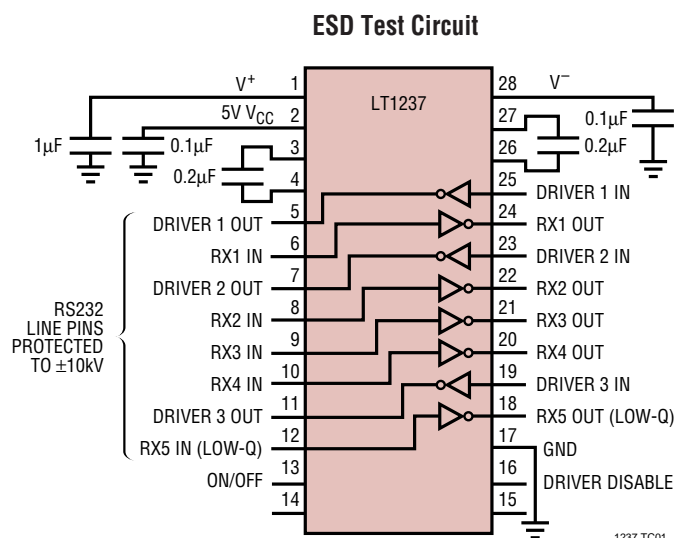 ESD Test Circuit
LT1237
V+ 1
5V VCC 2
3
4
1µF
0.1µF
0.2µF
DRIVER 1 OUT 5
RX1 IN 6
DRIVER 2 OUT 7
RX2 IN 8
RX3 IN 9
RX4 IN 10
DRIVER 3 OUT 11
RX5 IN (LOW-Q) 12
ON/OFF 13
14
RS232
LINE PINS
PROTECTED
TO ±10kV
28 V−
27
26
0.1µF
0.2µF
25 DRIVER 1 IN
24 RX1 OUT
23 DRIVER 2 IN
22 RX2 OUT
21 RX3 OUT
20 RX4 OUT
19 DRIVER 3 IN
18 RX5 OUT (LOW-Q)
17 GND
16 DRIVER DISABLE
15
1237 TC01